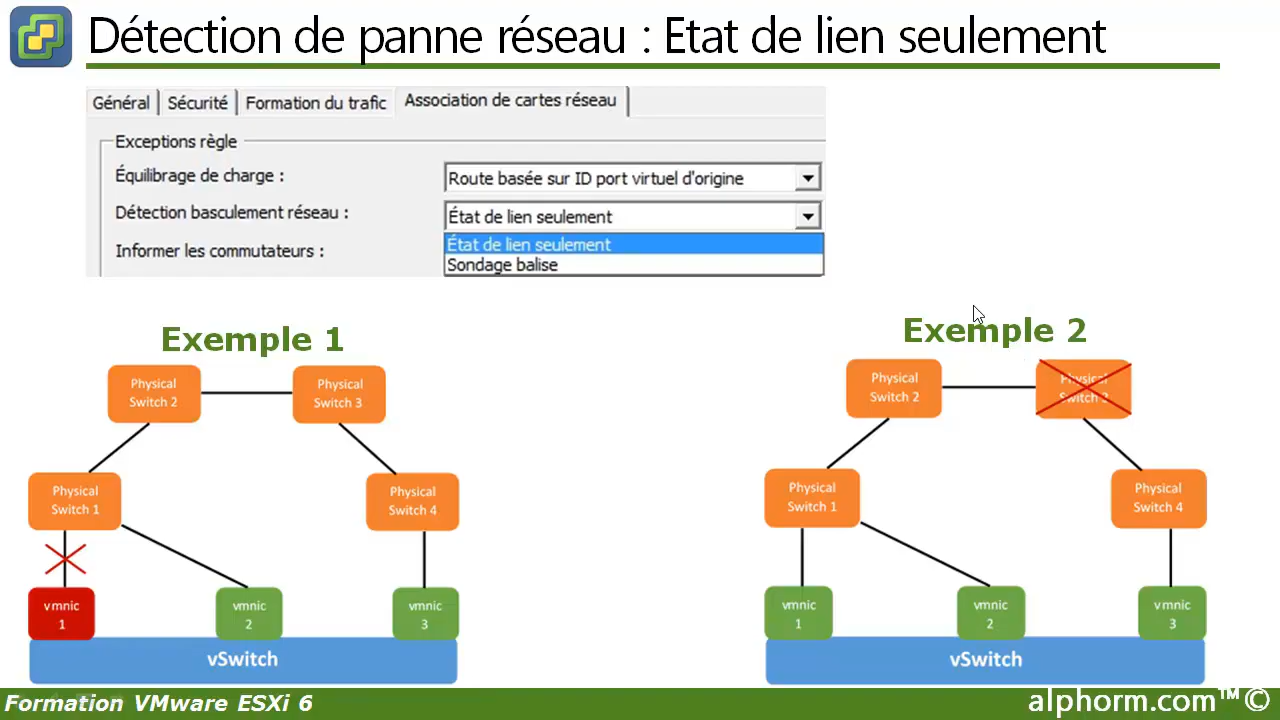 Détection de panne réseau : Etat de lien seulement
Général
Sécurité
Formation du trafic
Association de cartes réseau
Exceptions règle
Équilibrage de charge :
Route basée sur ID port virtuel d'origine
Détection basculement réseau :
État de lien seulement
Informer les commutateurs :
État de lien seulement
Sondage balise
Exemple 1
Physical
Switch 2
Physical
Switch 3
Physical
Switch 1
Physical
Switch 4
vmnic
1
vmnic
2
vmnic
3
vSwitch
Exemple 2
Physical
Switch 2
Physical
Switch 3
Physical
Switch 1
Physical
Switch 4
vmnic
1
vmnic
2
vmnic
3
vSwitch
Formation VMware ESXi 6
alphorm.com™©